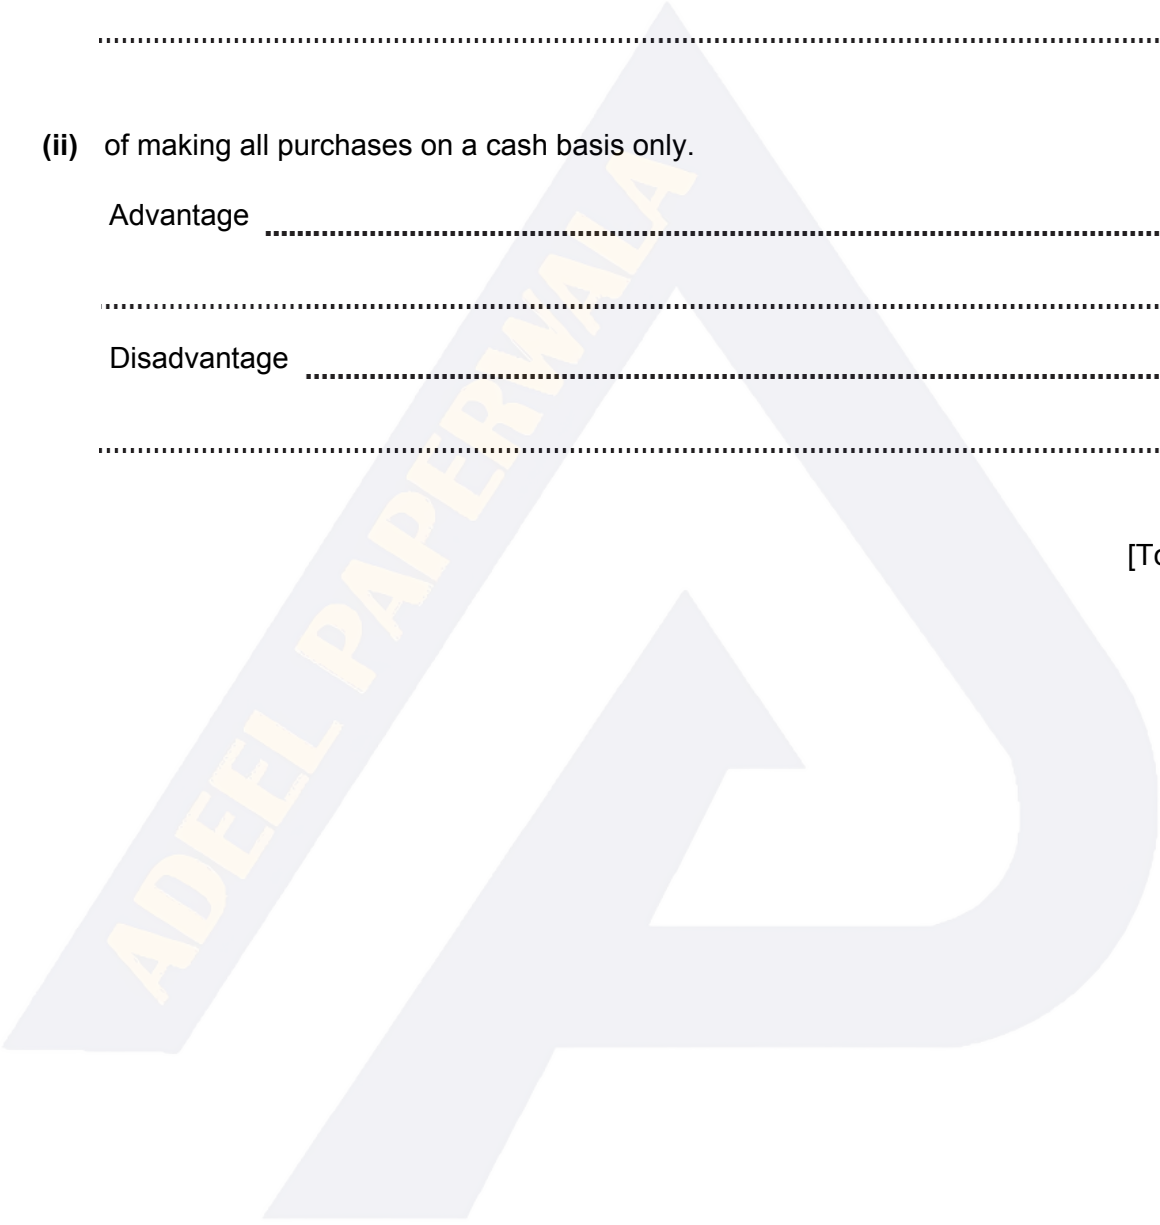 (ii) of making all purchases on a cash basis only.
Advantage
Disadvantage
ADEEL PAPERWALA